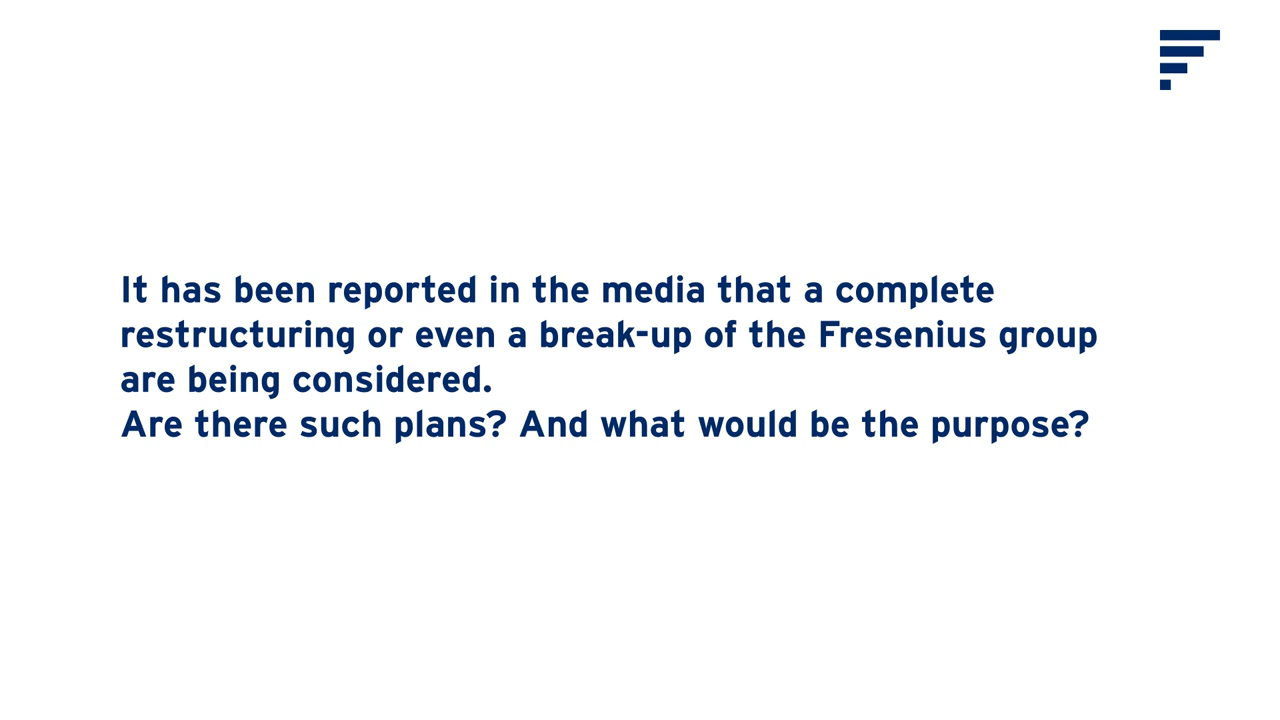 It has been reported in the media that a complete
restructuring or even a break-up of the Fresenius group
are being considered.
Are there such plans? And what would be the purpose?